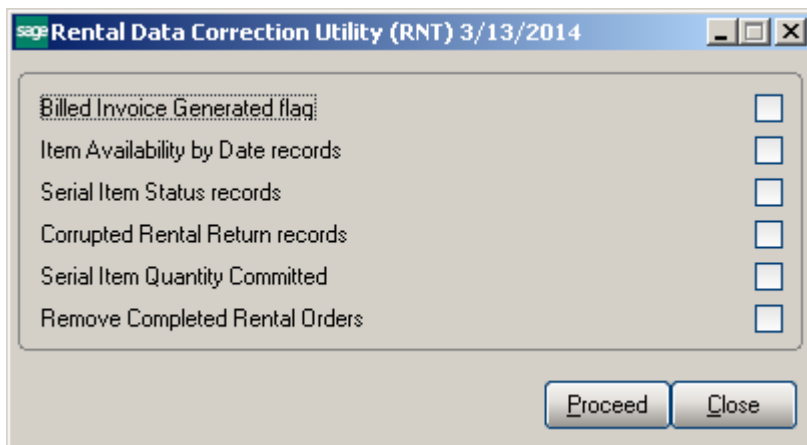 sage Rental Data Correction Utility (RNT) 3/13/2014
Billed Invoice Generated flag
Item Availability by Date records
Serial Item Status records
Corrupted Rental Return records
Serial Item Quantity Committed
Remove Completed Rental Orders
Proceed Close